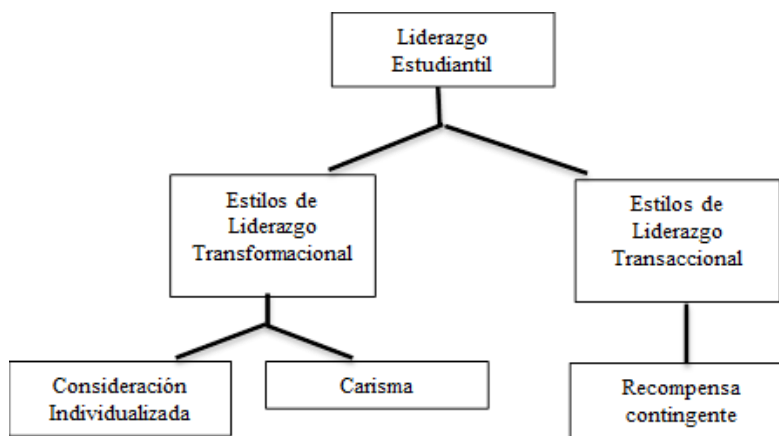 Liderazgo
Estudiantil
Estilos de
Liderazgo
Transformacional
Estilos de
Liderazgo
Transaccional
Consideración
Individualizada
Carisma
Recompensa
contingente